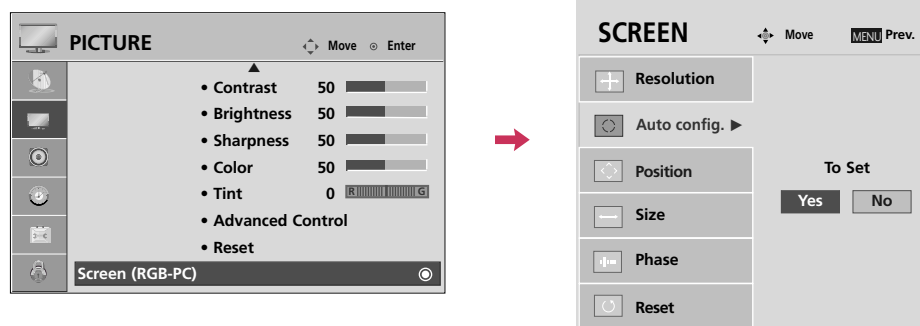 PICTURE
Move Enter
• Contrast 50
• Brightness 50
• Sharpness 50
• Color 50
• Tint 0 R G
• Advanced Control
• Reset
Screen (RGB-PC)
SCREEN
Move MENU Prev.
Resolution
Auto config. ►
Position
Size
Phase
Reset
To Set
Yes No